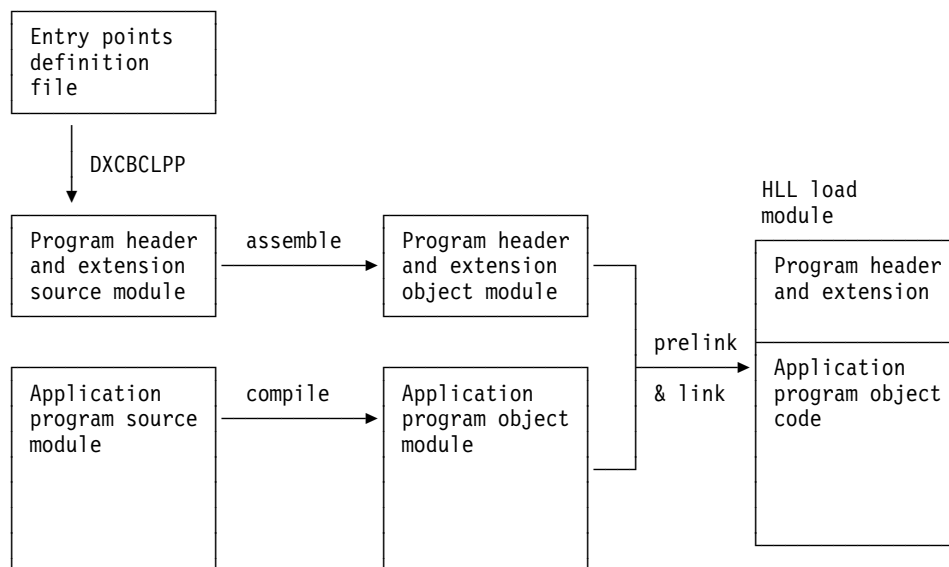 Entry points
definition
file
DXCBCLPP
HLL load
module
Program header
and extension
source module
assemble
Program header
and extension
object module
Program header
and extension
prelink
& link
Application
program source
module
compile
Application
program object
module
Application
program object
code